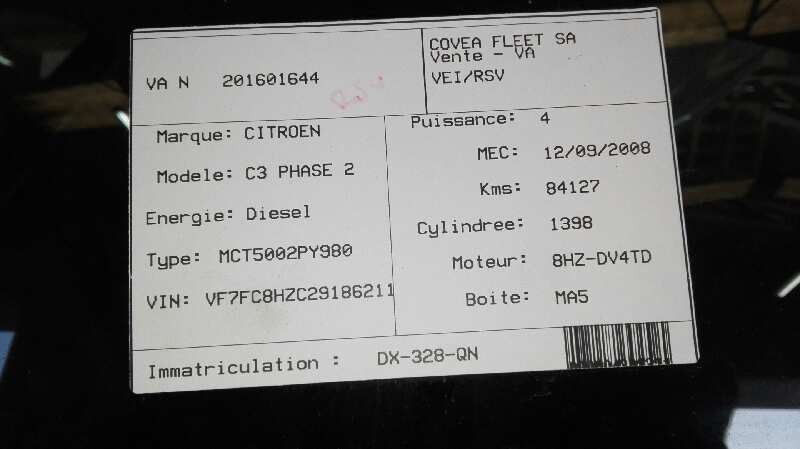 VA N 201601644
COVEA FLEET SA
Vente - VA
VEI/RSV
Marque: CITROEN
Modele: C3 PHASE 2
Energie: Diesel
Type: MCT5002PY980
VIN: VF7FC8HZC29186211
Puissance: 4
MEC: 12/09/2008
Kms: 84127
Cylindree: 1398
Moteur: 8HZ-DV4TD
Boite: MA5
Immatriculation : DX-328-QN